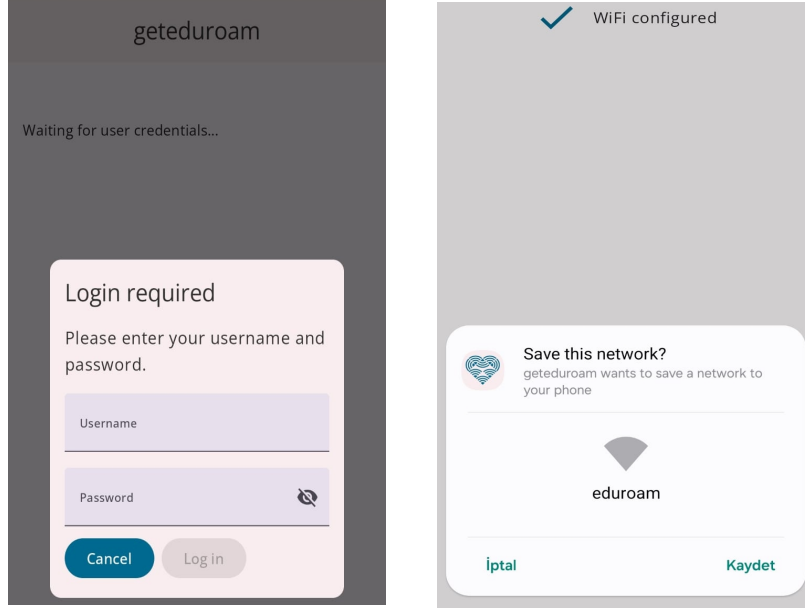 geteduroam
Waiting for user credentials...
Login required
Please enter your username and
password.
Username
Password
Cancel
Log in
WiFi configured
Save this network?
geteduroam wants to save a network to
your phone
eduroam
İptal
Kaydet